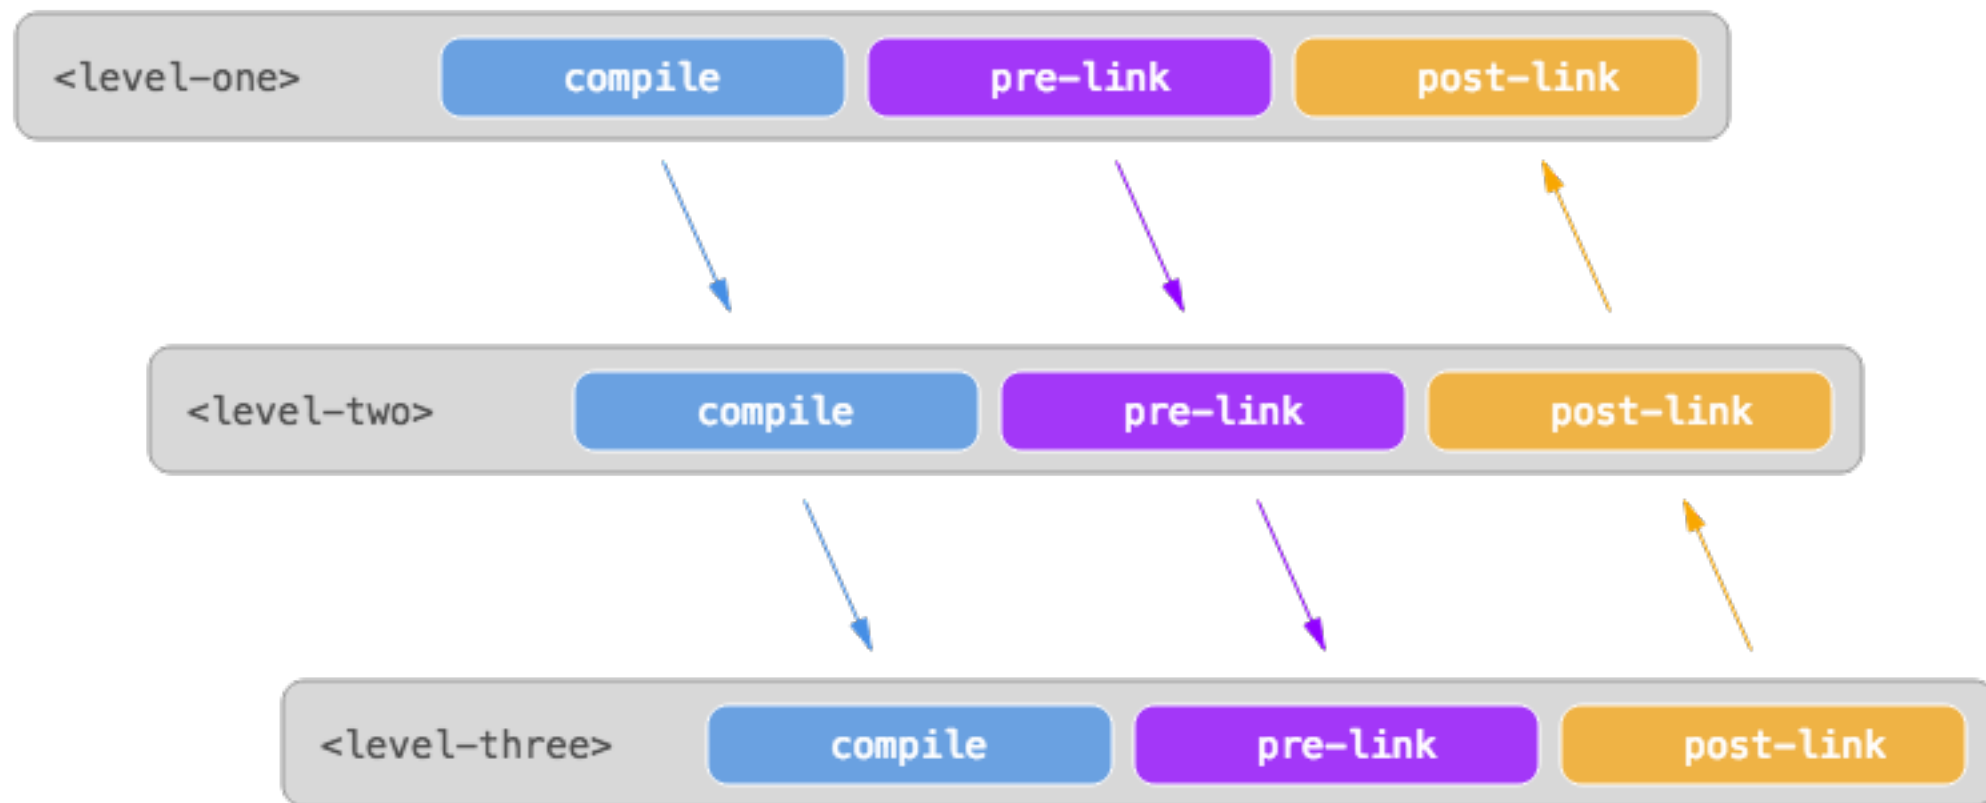 <level-one> compile pre-link post-link
<level-two> compile pre-link post-link
<level-three> compile pre-link post-link